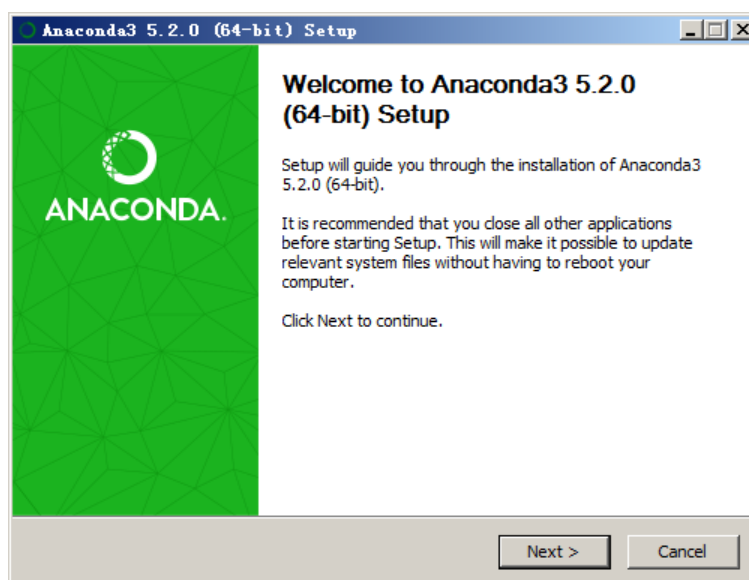 Anaconda3 5.2.0 (64-bit) Setup
ANACONDA.
Welcome to Anaconda3 5.2.0
(64-bit) Setup
Setup will guide you through the installation of Anaconda3
5.2.0 (64-bit).
It is recommended that you close all other applications
before starting Setup. This will make it possible to update
relevant system files without having to reboot your
computer.
Click Next to continue.
Next >
Cancel